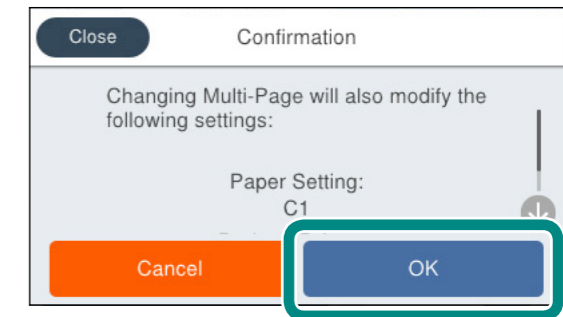 Close
Confirmation
Changing Multi-Page will also modify the
following settings:
Paper Setting:
C1
Cancel
OK